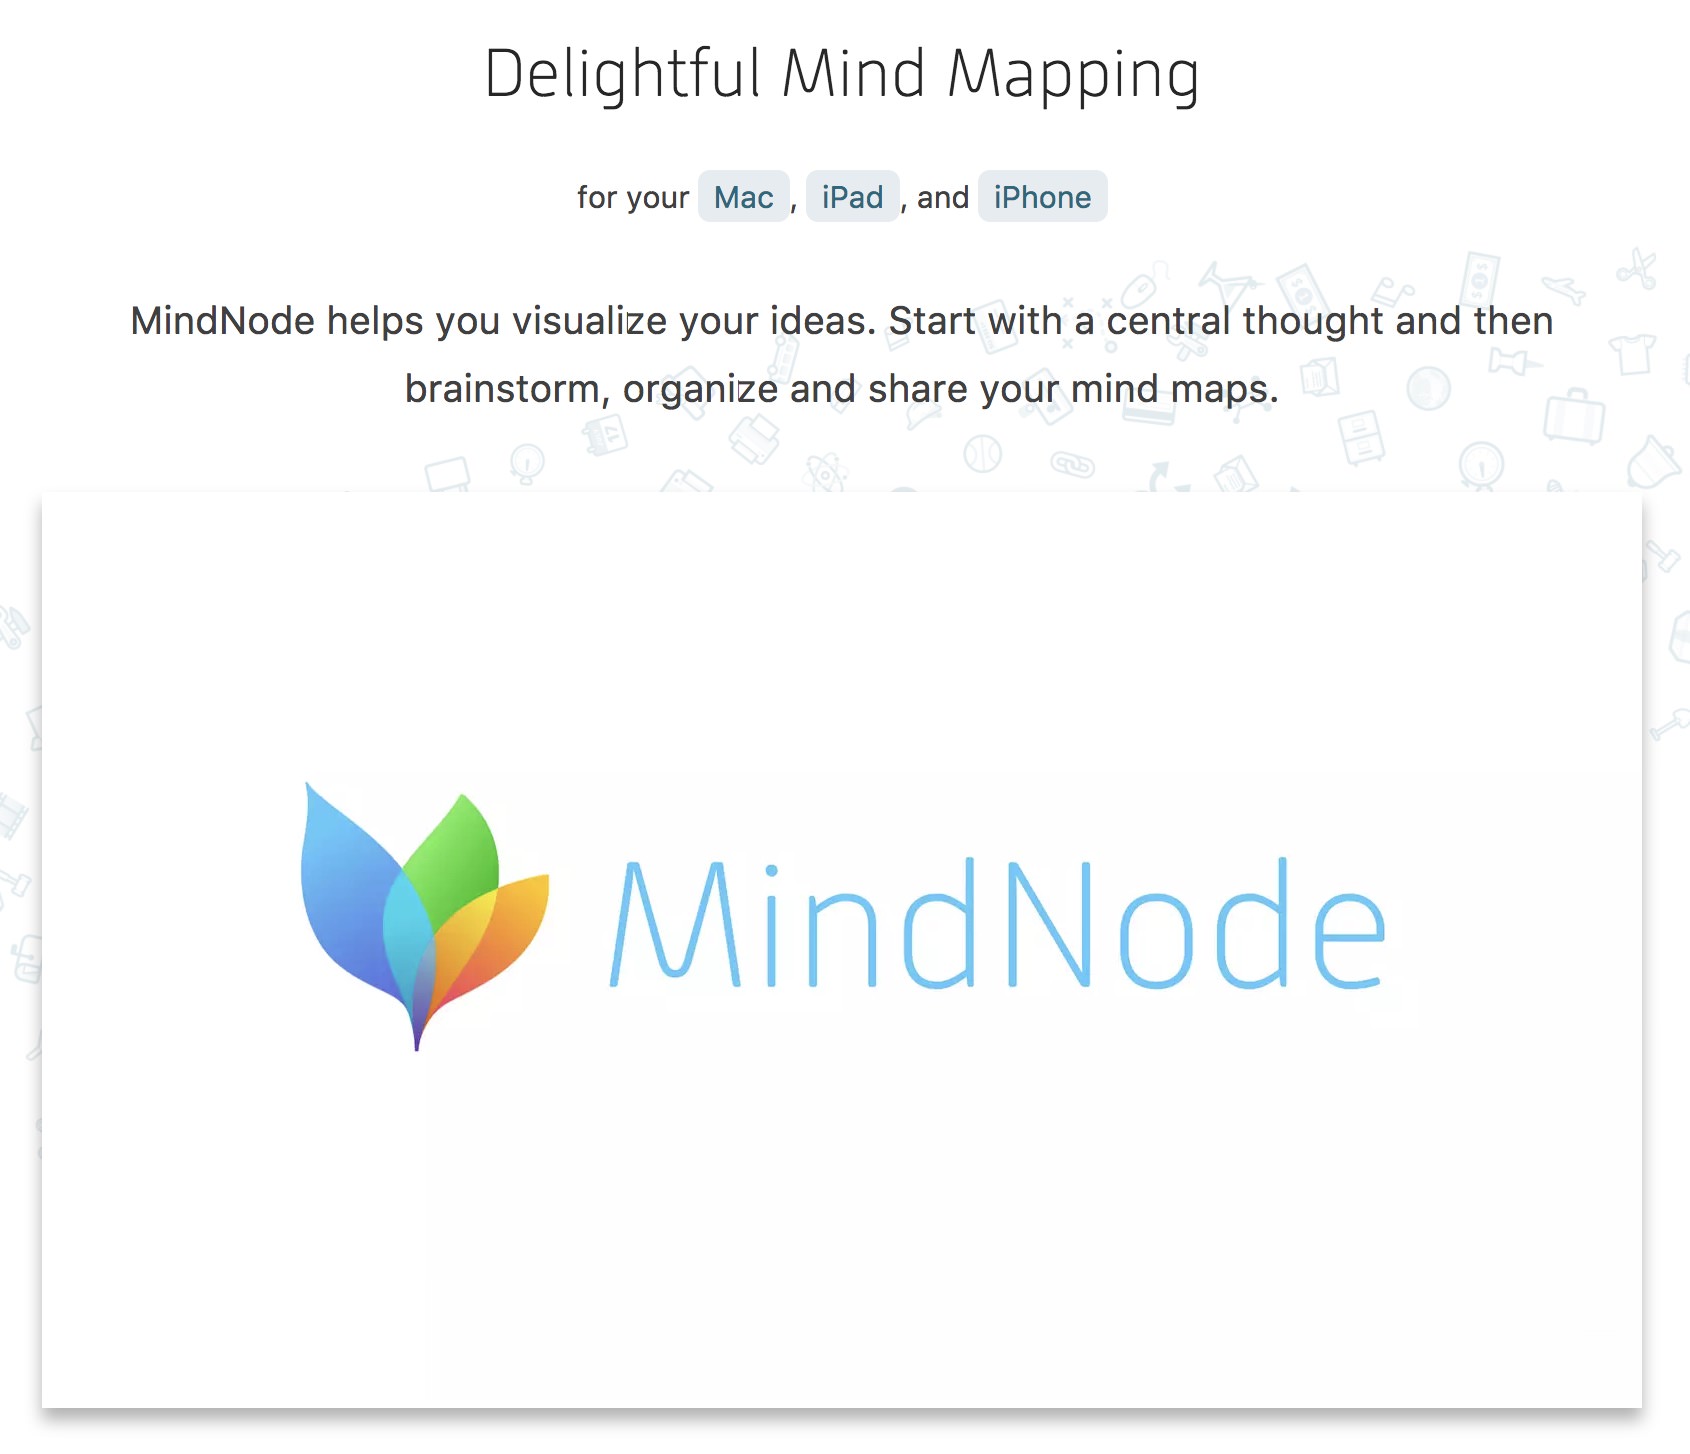 Delightful Mind Mapping
for your Mac, iPad, and iPhone
MindNode helps you visualize your ideas. Start with a central thought and then
brainstorm, organize and share your mind maps.
MindNode